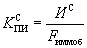 К^С_ПИ = И^С / F_иммоб